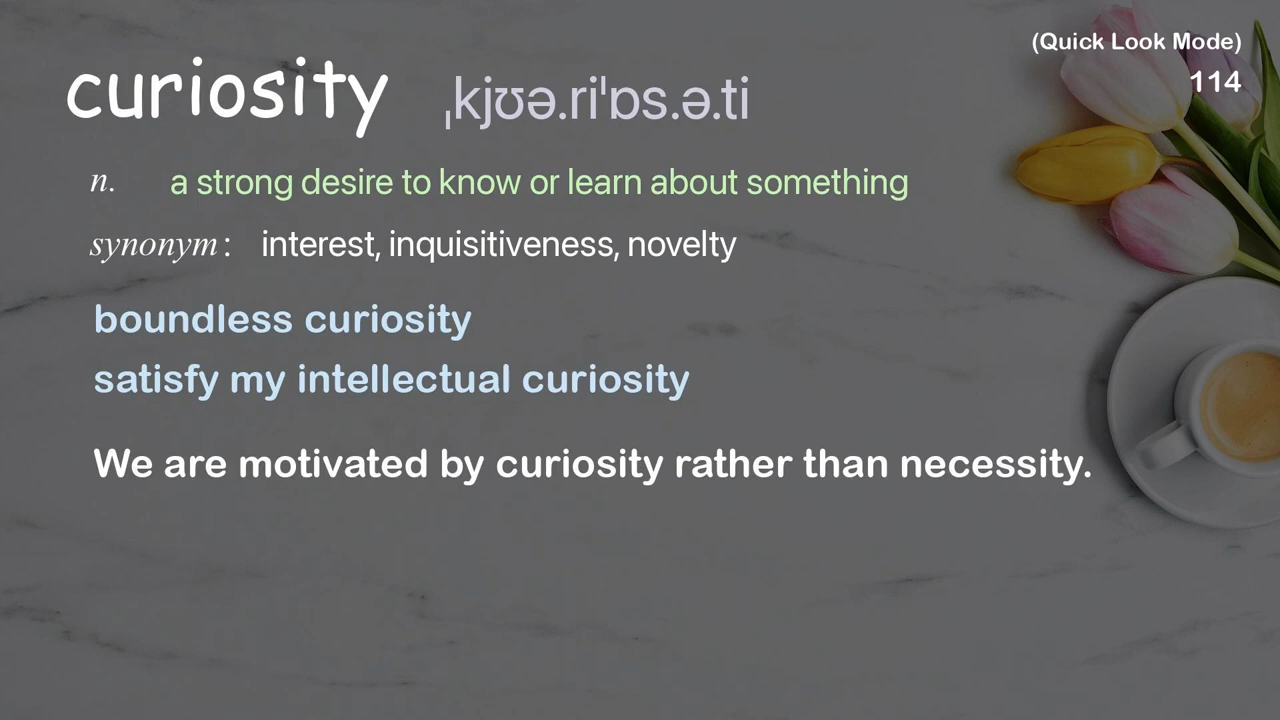 (Quick Look Mode)
114
curiosity ˌkjʊə.riˈɒs.ə.ti
n. a strong desire to know or learn about something
synonym: interest, inquisitiveness, novelty
boundless curiosity
satisfy my intellectual curiosity
We are motivated by curiosity rather than necessity.